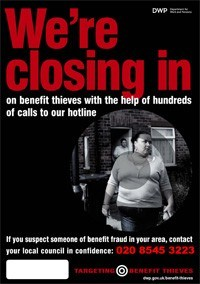 DWP Department for
Work and Pensions
We're
closing in
on benefit thieves with the help of hundreds
of calls to our hotline
If you suspect someone of benefit fraud in your area, contact
your local council in confidence: 020 8545 3223
TARGETING BENEFIT THIEVES
dwp.gov.uk/benefit-thieves